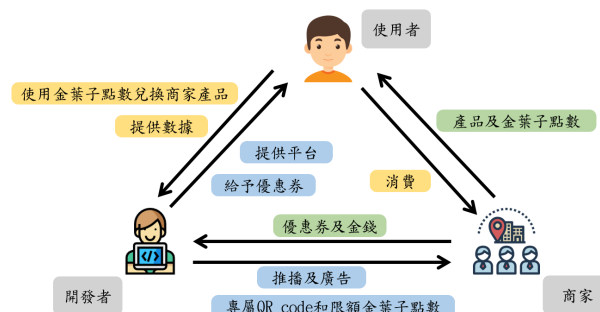 使用者
使用金葉子點數兌換商家產品
提供數據
產品及金葉子點數
提供平台
給予優惠券
消費
優惠券及金錢
推播及廣告
開發者
商家
專屬QR code和限額金葉子點數